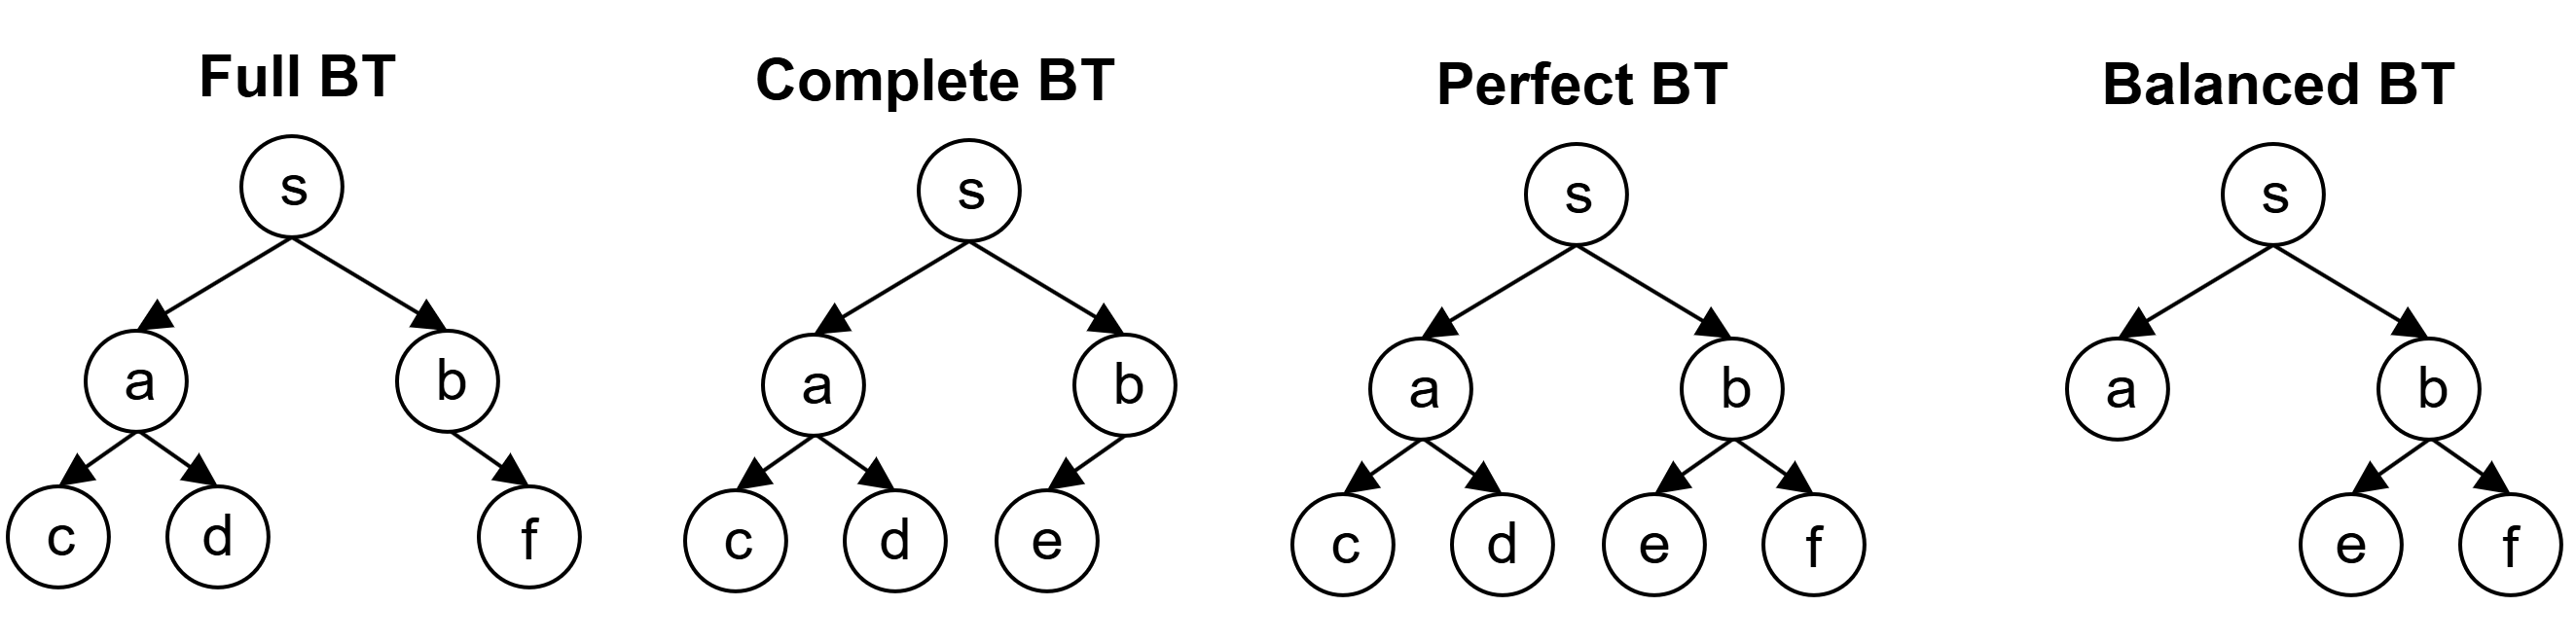 Full BT
s
a b
c d f
Complete BT
s
a b
c d e
Perfect BT
s
a b
c d e f
Balanced BT
s
a b
e f